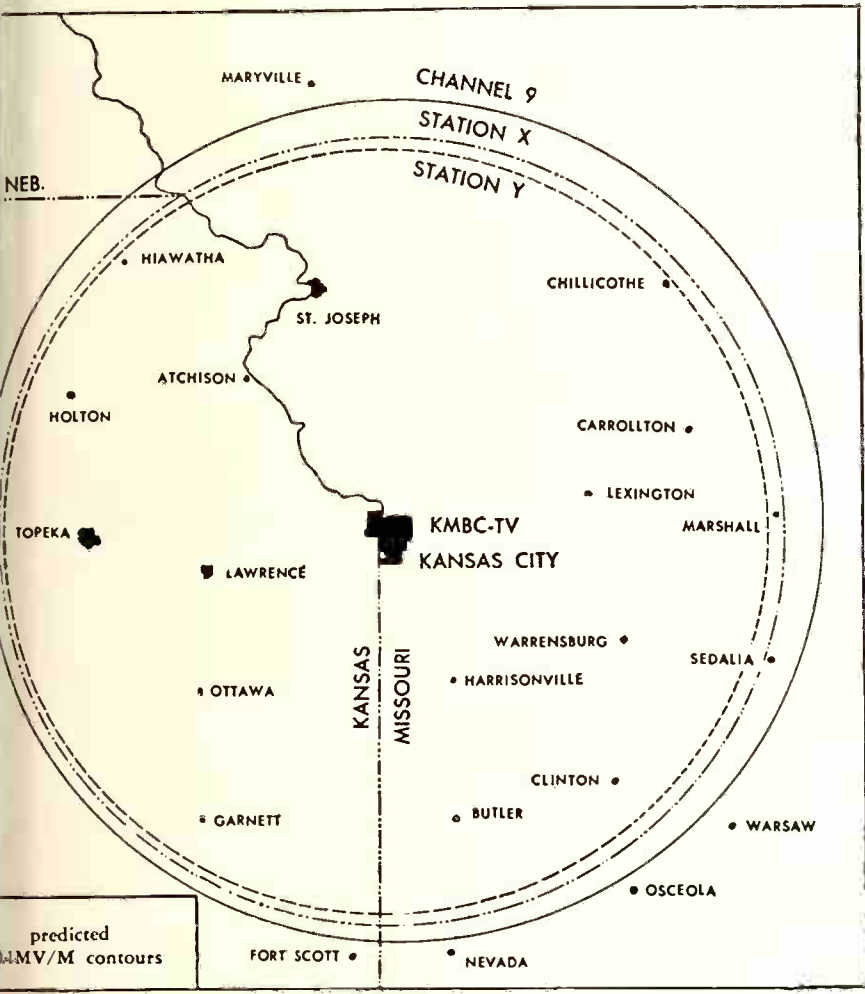 MARYVILLE
CHANNEL 9
STATION X
STATION Y
NEB.
HIAWATHA
CHILLICOTHE
ST. JOSEPH
ATCHISON
HOLTON
CARROLLTON
LEXINGTON
MARSHALL
TOPEKA
KMBC-TV
KANSAS CITY
LAWRENCE
WARRENSBURG
SEDALIA
KANSAS
MISSOURI
HARRISONVILLE
OTTAWA
CLINTON
GARNETT
BUTLER
WARSAW
OSCEOLA
predicted
MV/M contours
FORT SCOTT
NEVADA